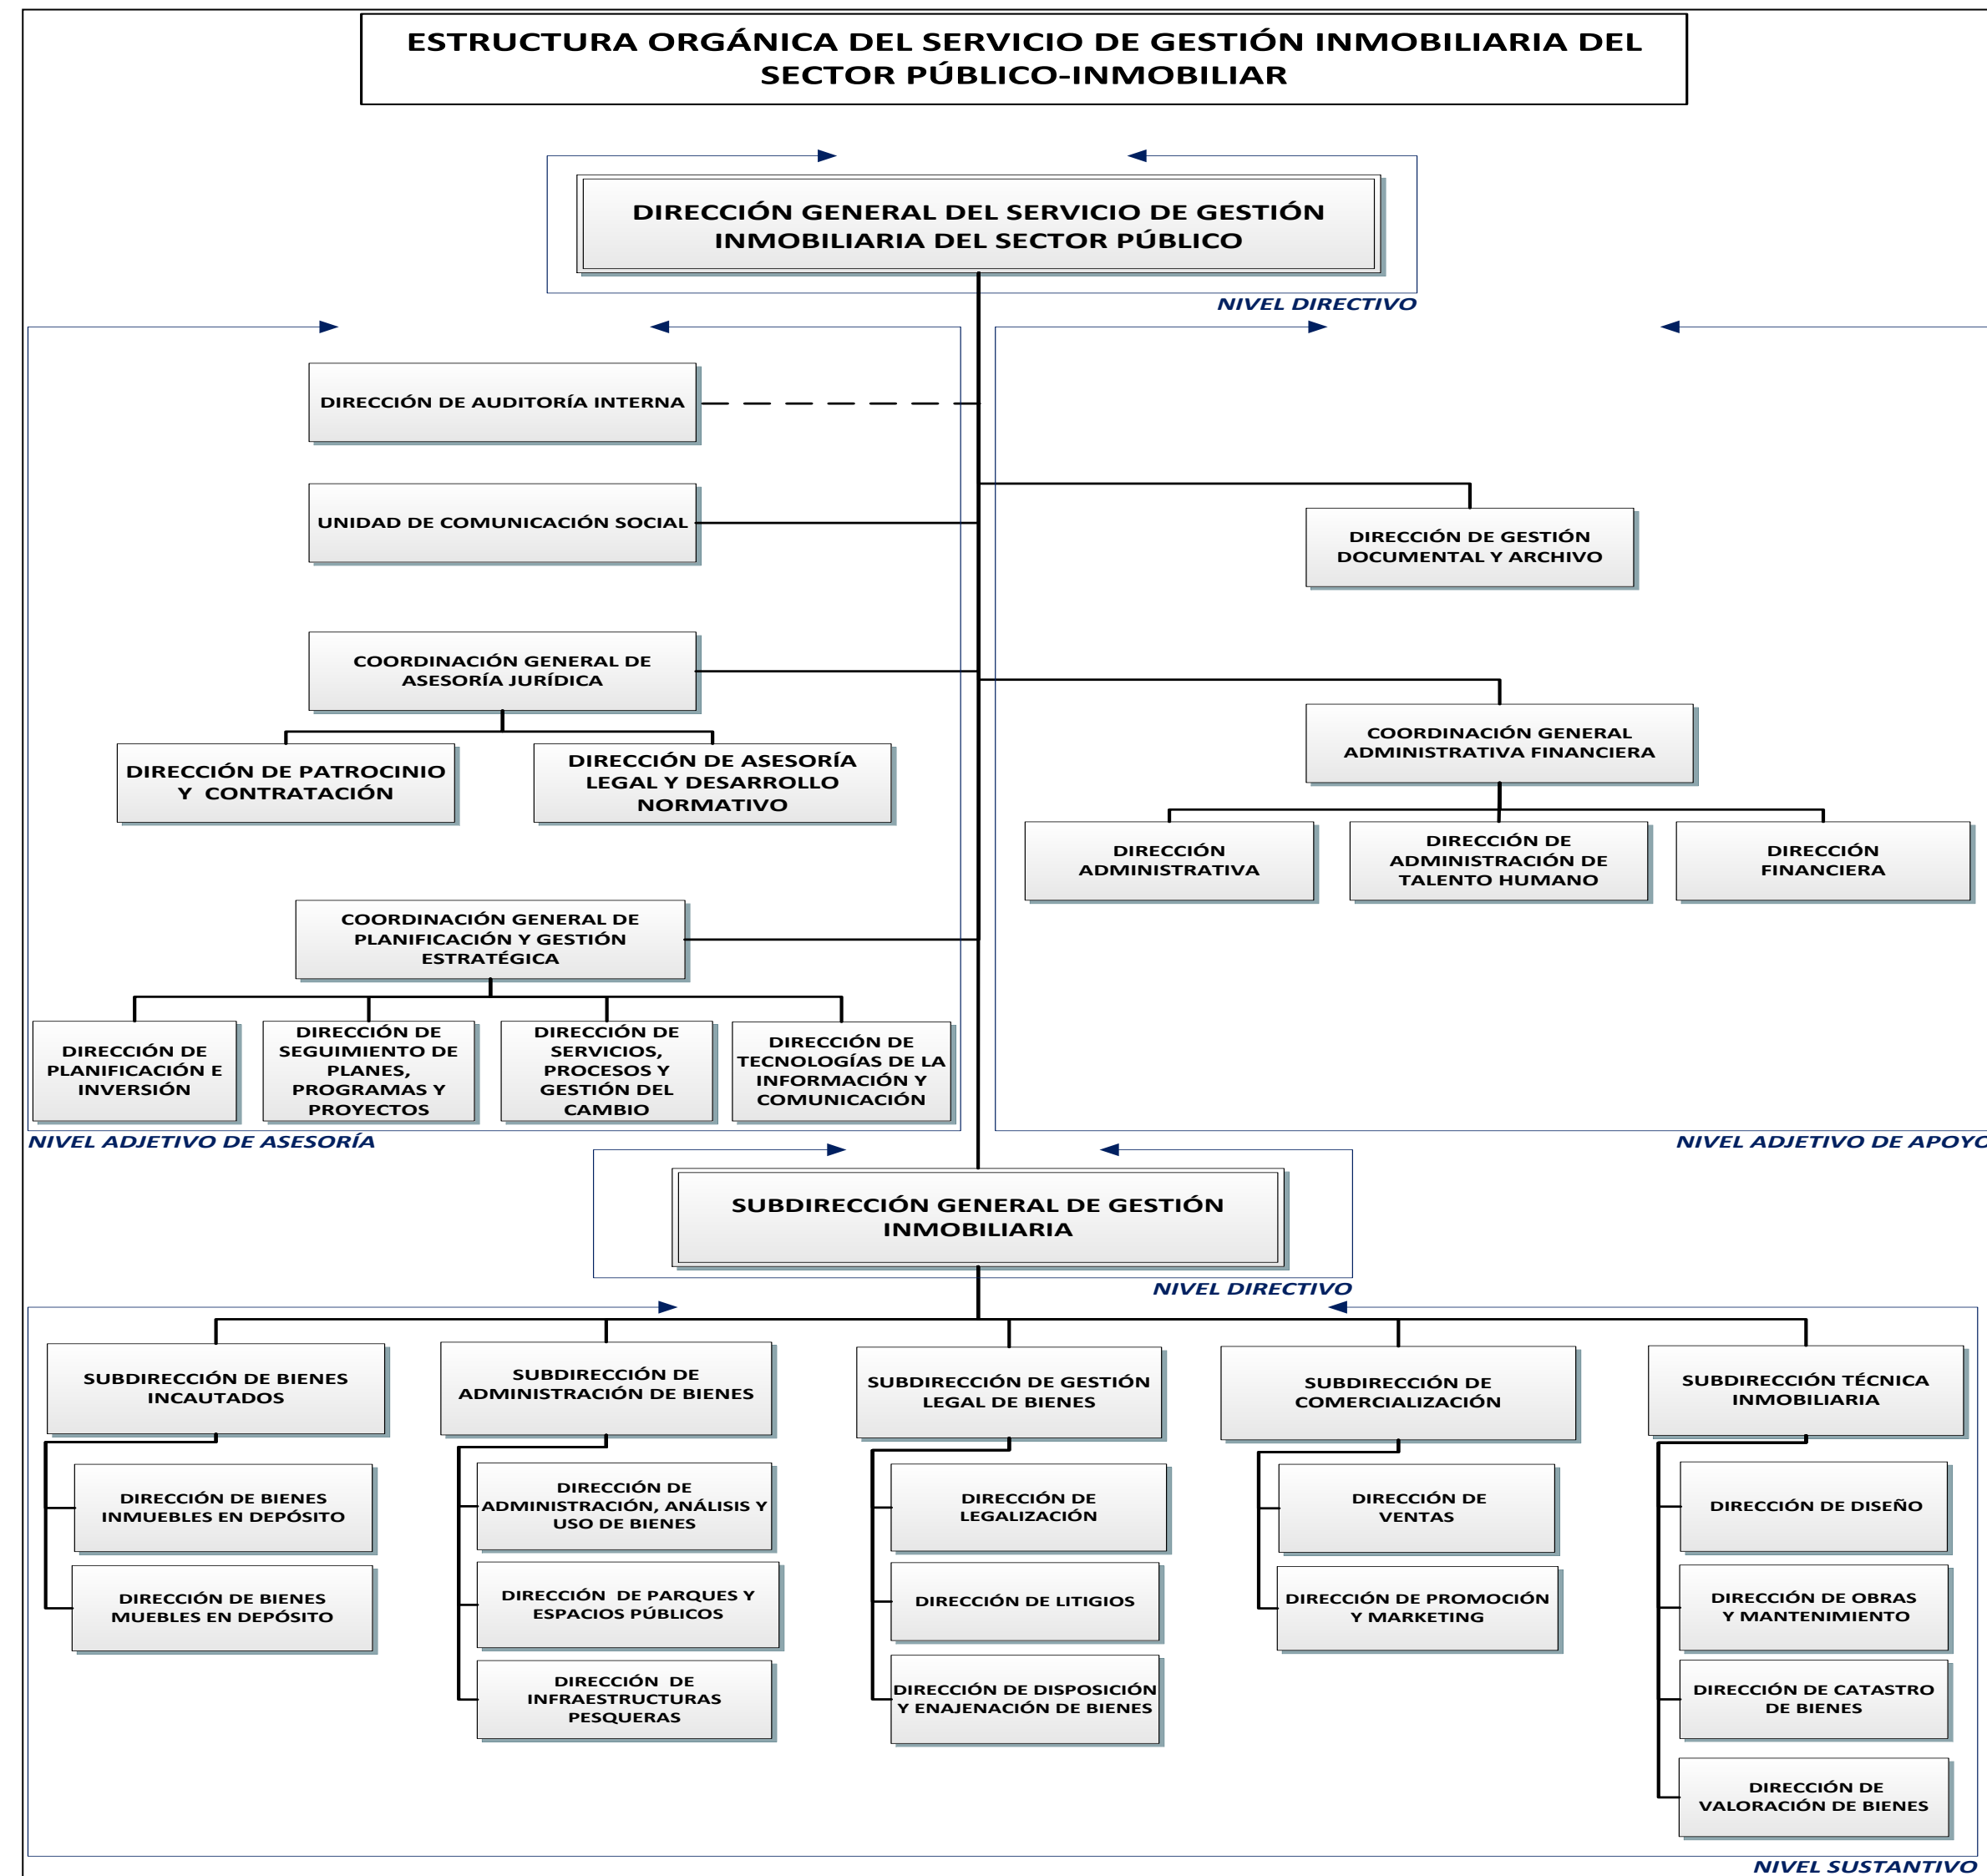 ESTRUCTURA ORGÁNICA DEL SERVICIO DE GESTIÓN INMOBILIARIA DEL
SECTOR PÚBLICO-INMOBILIAR
DIRECCIÓN GENERAL DEL SERVICIO DE GESTIÓN
INMOBILIARIA DEL SECTOR PÚBLICO
NIVEL DIRECTIVO
DIRECCIÓN DE AUDITORÍA INTERNA
UNIDAD DE COMUNICACIÓN SOCIAL
DIRECCIÓN DE GESTIÓN
DOCUMENTAL Y ARCHIVO
COORDINACIÓN GENERAL DE
ASESORÍA JURÍDICA
DIRECCIÓN DE PATROCINIO
Y CONTRATACIÓN
DIRECCIÓN DE ASESORÍA
LEGAL Y DESARROLLO
NORMATIVO
COORDINACIÓN GENERAL
ADMINISTRATIVA FINANCIERA
DIRECCIÓN
ADMINISTRATIVA
DIRECCIÓN DE
ADMINISTRACIÓN DE
TALENTO HUMANO
DIRECCIÓN
FINANCIERA
COORDINACIÓN GENERAL DE
PLANIFICACIÓN Y GESTIÓN
ESTRATÉGICA
DIRECCIÓN DE
PLANIFICACIÓN E
INVERSIÓN
DIRECCIÓN DE
SEGUIMIENTO DE
PLANES,
PROGRAMAS Y
PROYECTOS
DIRECCIÓN DE
SERVICIOS,
PROCESOS Y
GESTIÓN DEL
CAMBIO
DIRECCIÓN DE
TECNOLOGÍAS DE LA
INFORMACIÓN Y
COMUNICACIÓN
NIVEL ADJETIVO DE ASESORÍA
NIVEL ADJETIVO DE APOYO
SUBDIRECCIÓN GENERAL DE GESTIÓN
INMOBILIARIA
NIVEL DIRECTIVO
SUBDIRECCIÓN DE BIENES
INCAUTADOS
DIRECCIÓN DE BIENES
INMUEBLES EN DEPÓSITO
DIRECCIÓN DE BIENES
MUEBLES EN DEPÓSITO
SUBDIRECCIÓN DE
ADMINISTRACIÓN DE BIENES
DIRECCIÓN DE
ADMINISTRACIÓN, ANÁLISIS Y
USO DE BIENES
DIRECCIÓN DE PARQUES Y
ESPACIOS PÚBLICOS
DIRECCIÓN DE
INFRAESTRUCTURAS
PESQUERAS
SUBDIRECCIÓN DE GESTIÓN
LEGAL DE BIENES
DIRECCIÓN DE
LEGALIZACIÓN
DIRECCIÓN DE LITIGIOS
DIRECCIÓN DE DISPOSICIÓN
Y ENAJENACIÓN DE BIENES
SUBDIRECCIÓN DE
COMERCIALIZACIÓN
DIRECCIÓN DE
VENTAS
DIRECCIÓN DE PROMOCIÓN
Y MARKETING
SUBDIRECCIÓN TÉCNICA
INMOBILIARIA
DIRECCIÓN DE DISEÑO
DIRECCIÓN DE OBRAS
Y MANTENIMIENTO
DIRECCIÓN DE CATASTRO
DE BIENES
DIRECCIÓN DE
VALORACIÓN DE BIENES
NIVEL SUSTANTIVO